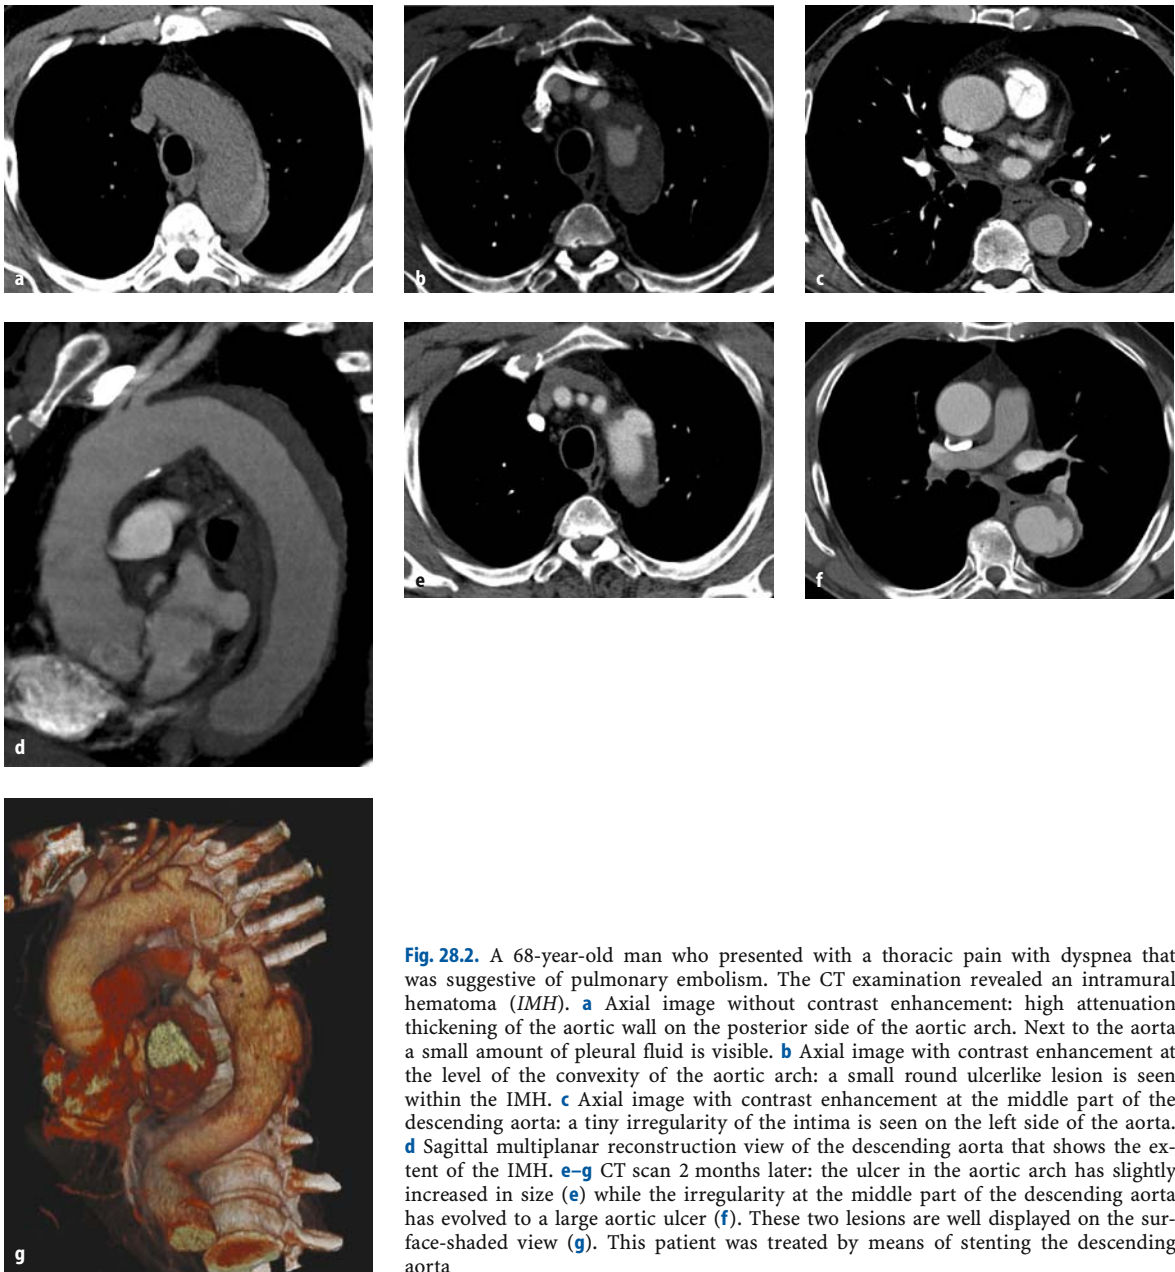 a
b
c
d
e
f
g
Fig. 28.2. A 68-year-old man who presented with a thoracic pain with dyspnea that
was suggestive of pulmonary embolism. The CT examination revealed an intramural
hematoma (IMH). a Axial image without contrast enhancement: high attenuation
thickening of the aortic wall on the posterior side of the aortic arch. Next to the aorta
a small amount of pleural fluid is visible. b Axial image with contrast enhancement at
the level of the convexity of the aortic arch: a small round ulcerlike lesion is seen
within the IMH. c Axial image with contrast enhancement at the middle part of the
descending aorta: a tiny irregularity of the intima is seen on the left side of the aorta.
d Sagittal multiplanar reconstruction view of the descending aorta that shows the ex-
tent of the IMH. e–g CT scan 2 months later: the ulcer in the aortic arch has slightly
increased in size (e) while the irregularity at the middle part of the descending aorta
has evolved to a large aortic ulcer (f). These two lesions are well displayed on the sur-
face-shaded view (g). This patient was treated by means of stenting the descending
aorta